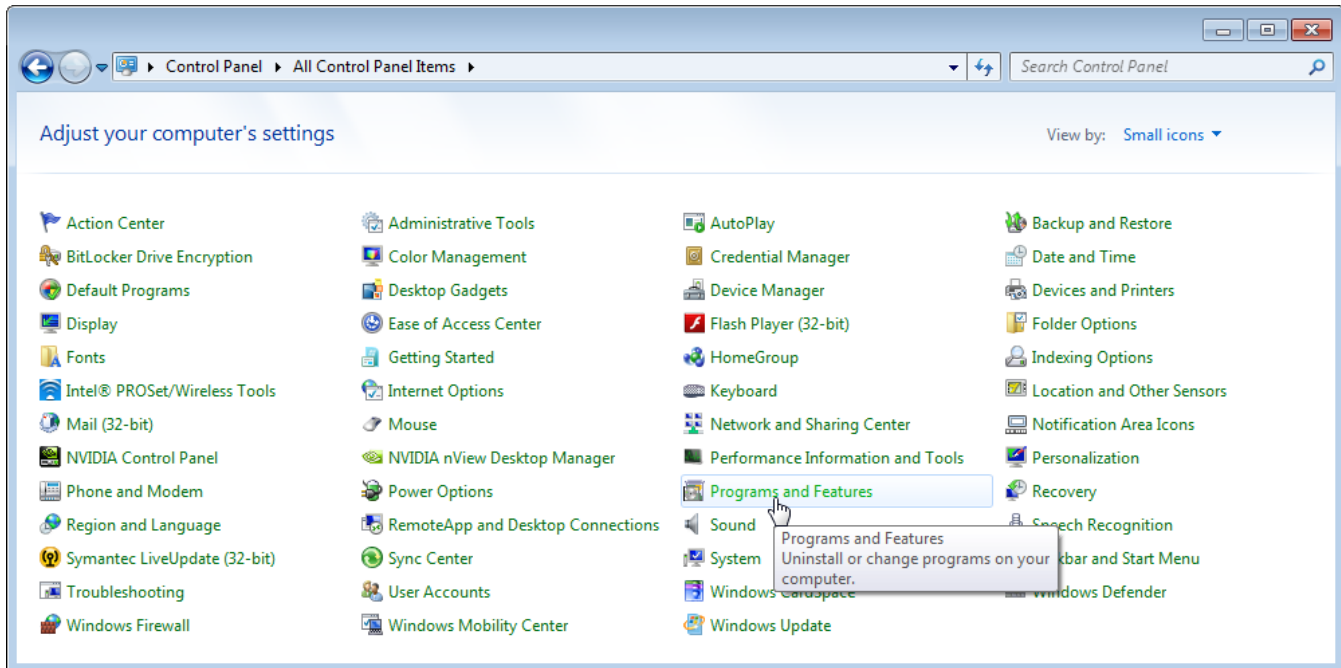 Control Panel All Control Panel Items
Search Control Panel
Adjust your computer's settings
View by: Small icons
Action Center
Administrative Tools
AutoPlay
Backup and Restore
BitLocker Drive Encryption
Color Management
Credential Manager
Date and Time
Default Programs
Desktop Gadgets
Device Manager
Devices and Printers
Display
Ease of Access Center
Flash Player (32-bit)
Folder Options
Fonts
Getting Started
HomeGroup
Indexing Options
Intel® PROSet/Wireless Tools
Internet Options
Keyboard
Location and Other Sensors
Mail (32-bit)
Mouse
Network and Sharing Center
Notification Area Icons
NVIDIA Control Panel
NVIDIA nView Desktop Manager
Performance Information and Tools
Personalization
Phone and Modem
Power Options
Programs and Features
Recovery
Region and Language
RemoteApp and Desktop Connections
Sound
Speech Recognition
Programs and Features
Uninstall or change programs on your
computer.
Symantec LiveUpdate (32-bit)
Sync Center
System
kbar and Start Menu
Troubleshooting
User Accounts
Windows CardSpace
Windows Defender
Windows Firewall
Windows Mobility Center
Windows Update